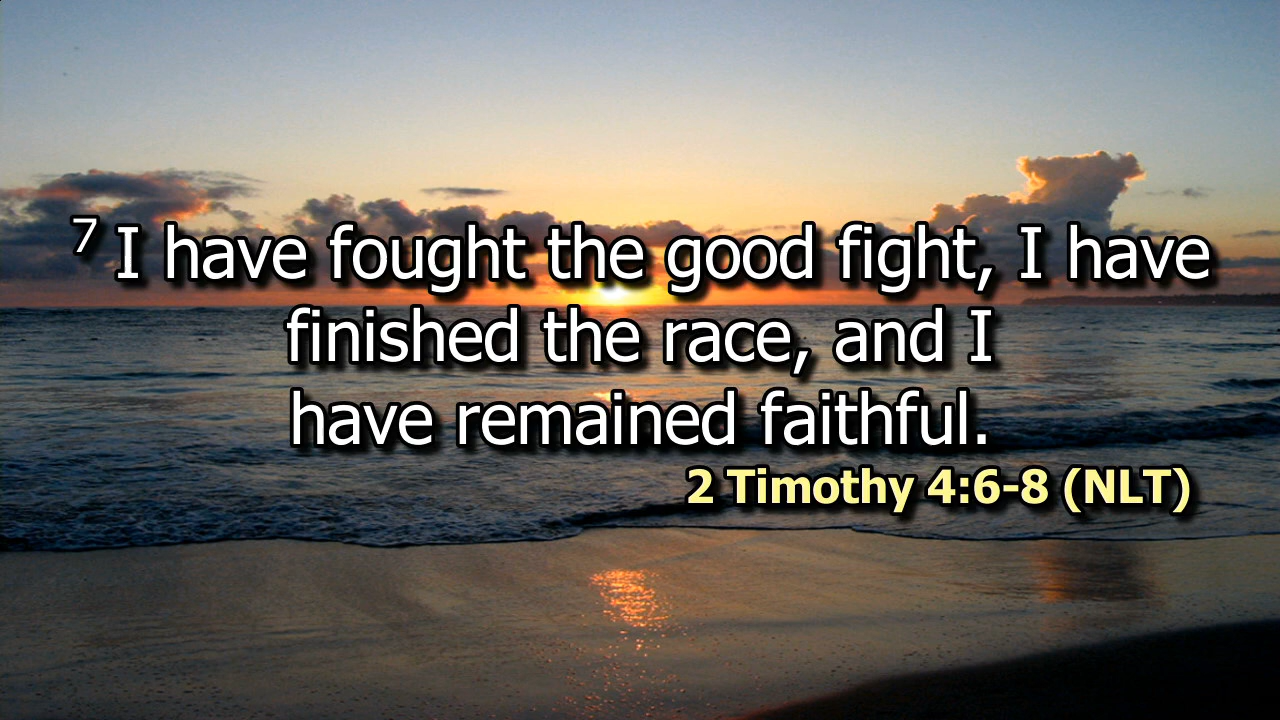 7 I have fought the good fight, I have
finished the race, and I
have remained faithful.
2 Timothy 4:6-8 (NLT)